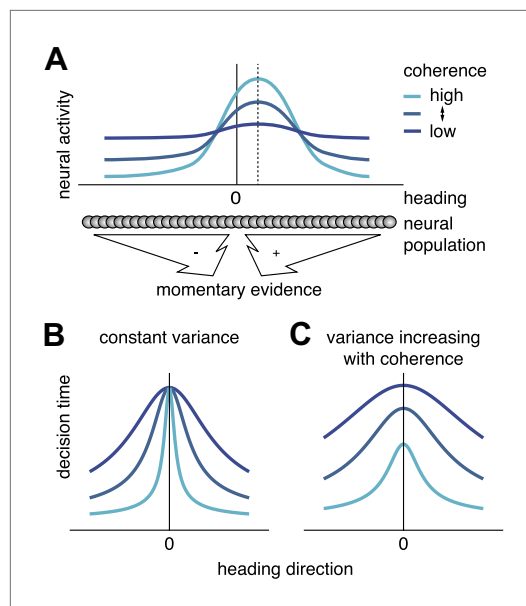 A
neural activity
coherence
high
low
0
heading
neural
population
-
+
momentary evidence
B
constant variance
C
variance increasing
with coherence
decision time
0
0
heading direction